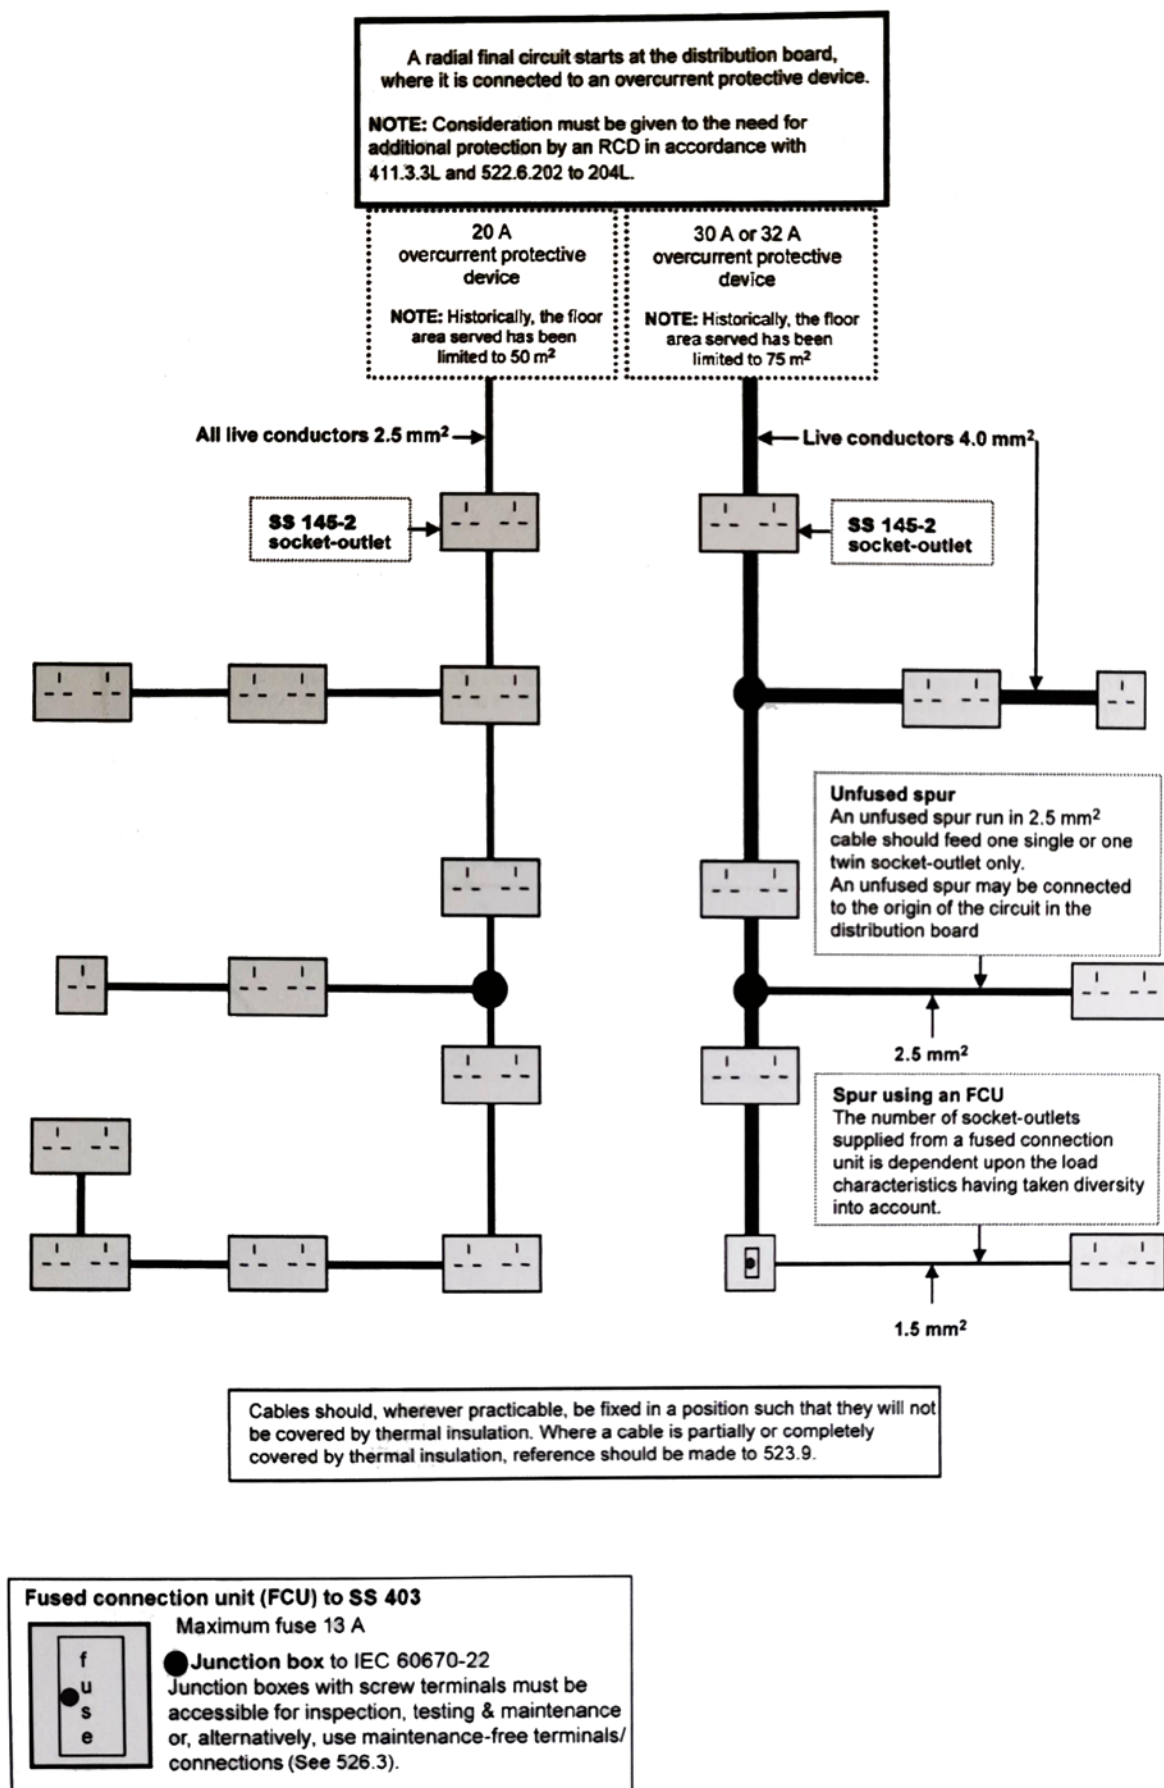 A radial final circuit starts at the distribution board,
where it is connected to an overcurrent protective device.
NOTE: Consideration must be given to the need for
additional protection by an RCD in accordance with
411.3.3L and 522.6.202 to 204L.
20 A
overcurrent protective
device
NOTE: Historically, the floor
area served has been
limited to 50 m²
30 A or 32 A
overcurrent protective
device
NOTE: Historically, the floor
area served has been
limited to 75 m²
All live conductors 2.5 mm²
Live conductors 4.0 mm²
SS 145-2
socket-outlet
SS 145-2
socket-outlet
Unfused spur
An unfused spur run in 2.5 mm²
cable should feed one single or one
twin socket-outlet only.
An unfused spur may be connected
to the origin of the circuit in the
distribution board
2.5 mm²
Spur using an FCU
The number of socket-outlets
supplied from a fused connection
unit is dependent upon the load
characteristics having taken diversity
into account.
1.5 mm²
Cables should, wherever practicable, be fixed in a position such that they will not
be covered by thermal insulation. Where a cable is partially or completely
covered by thermal insulation, reference should be made to 523.9.
Fused connection unit (FCU) to SS 403
Maximum fuse 13 A
f
u
s
e
Junction box to IEC 60670-22
Junction boxes with screw terminals must be
accessible for inspection, testing & maintenance
or, alternatively, use maintenance-free terminals/
connections (See 526.3).